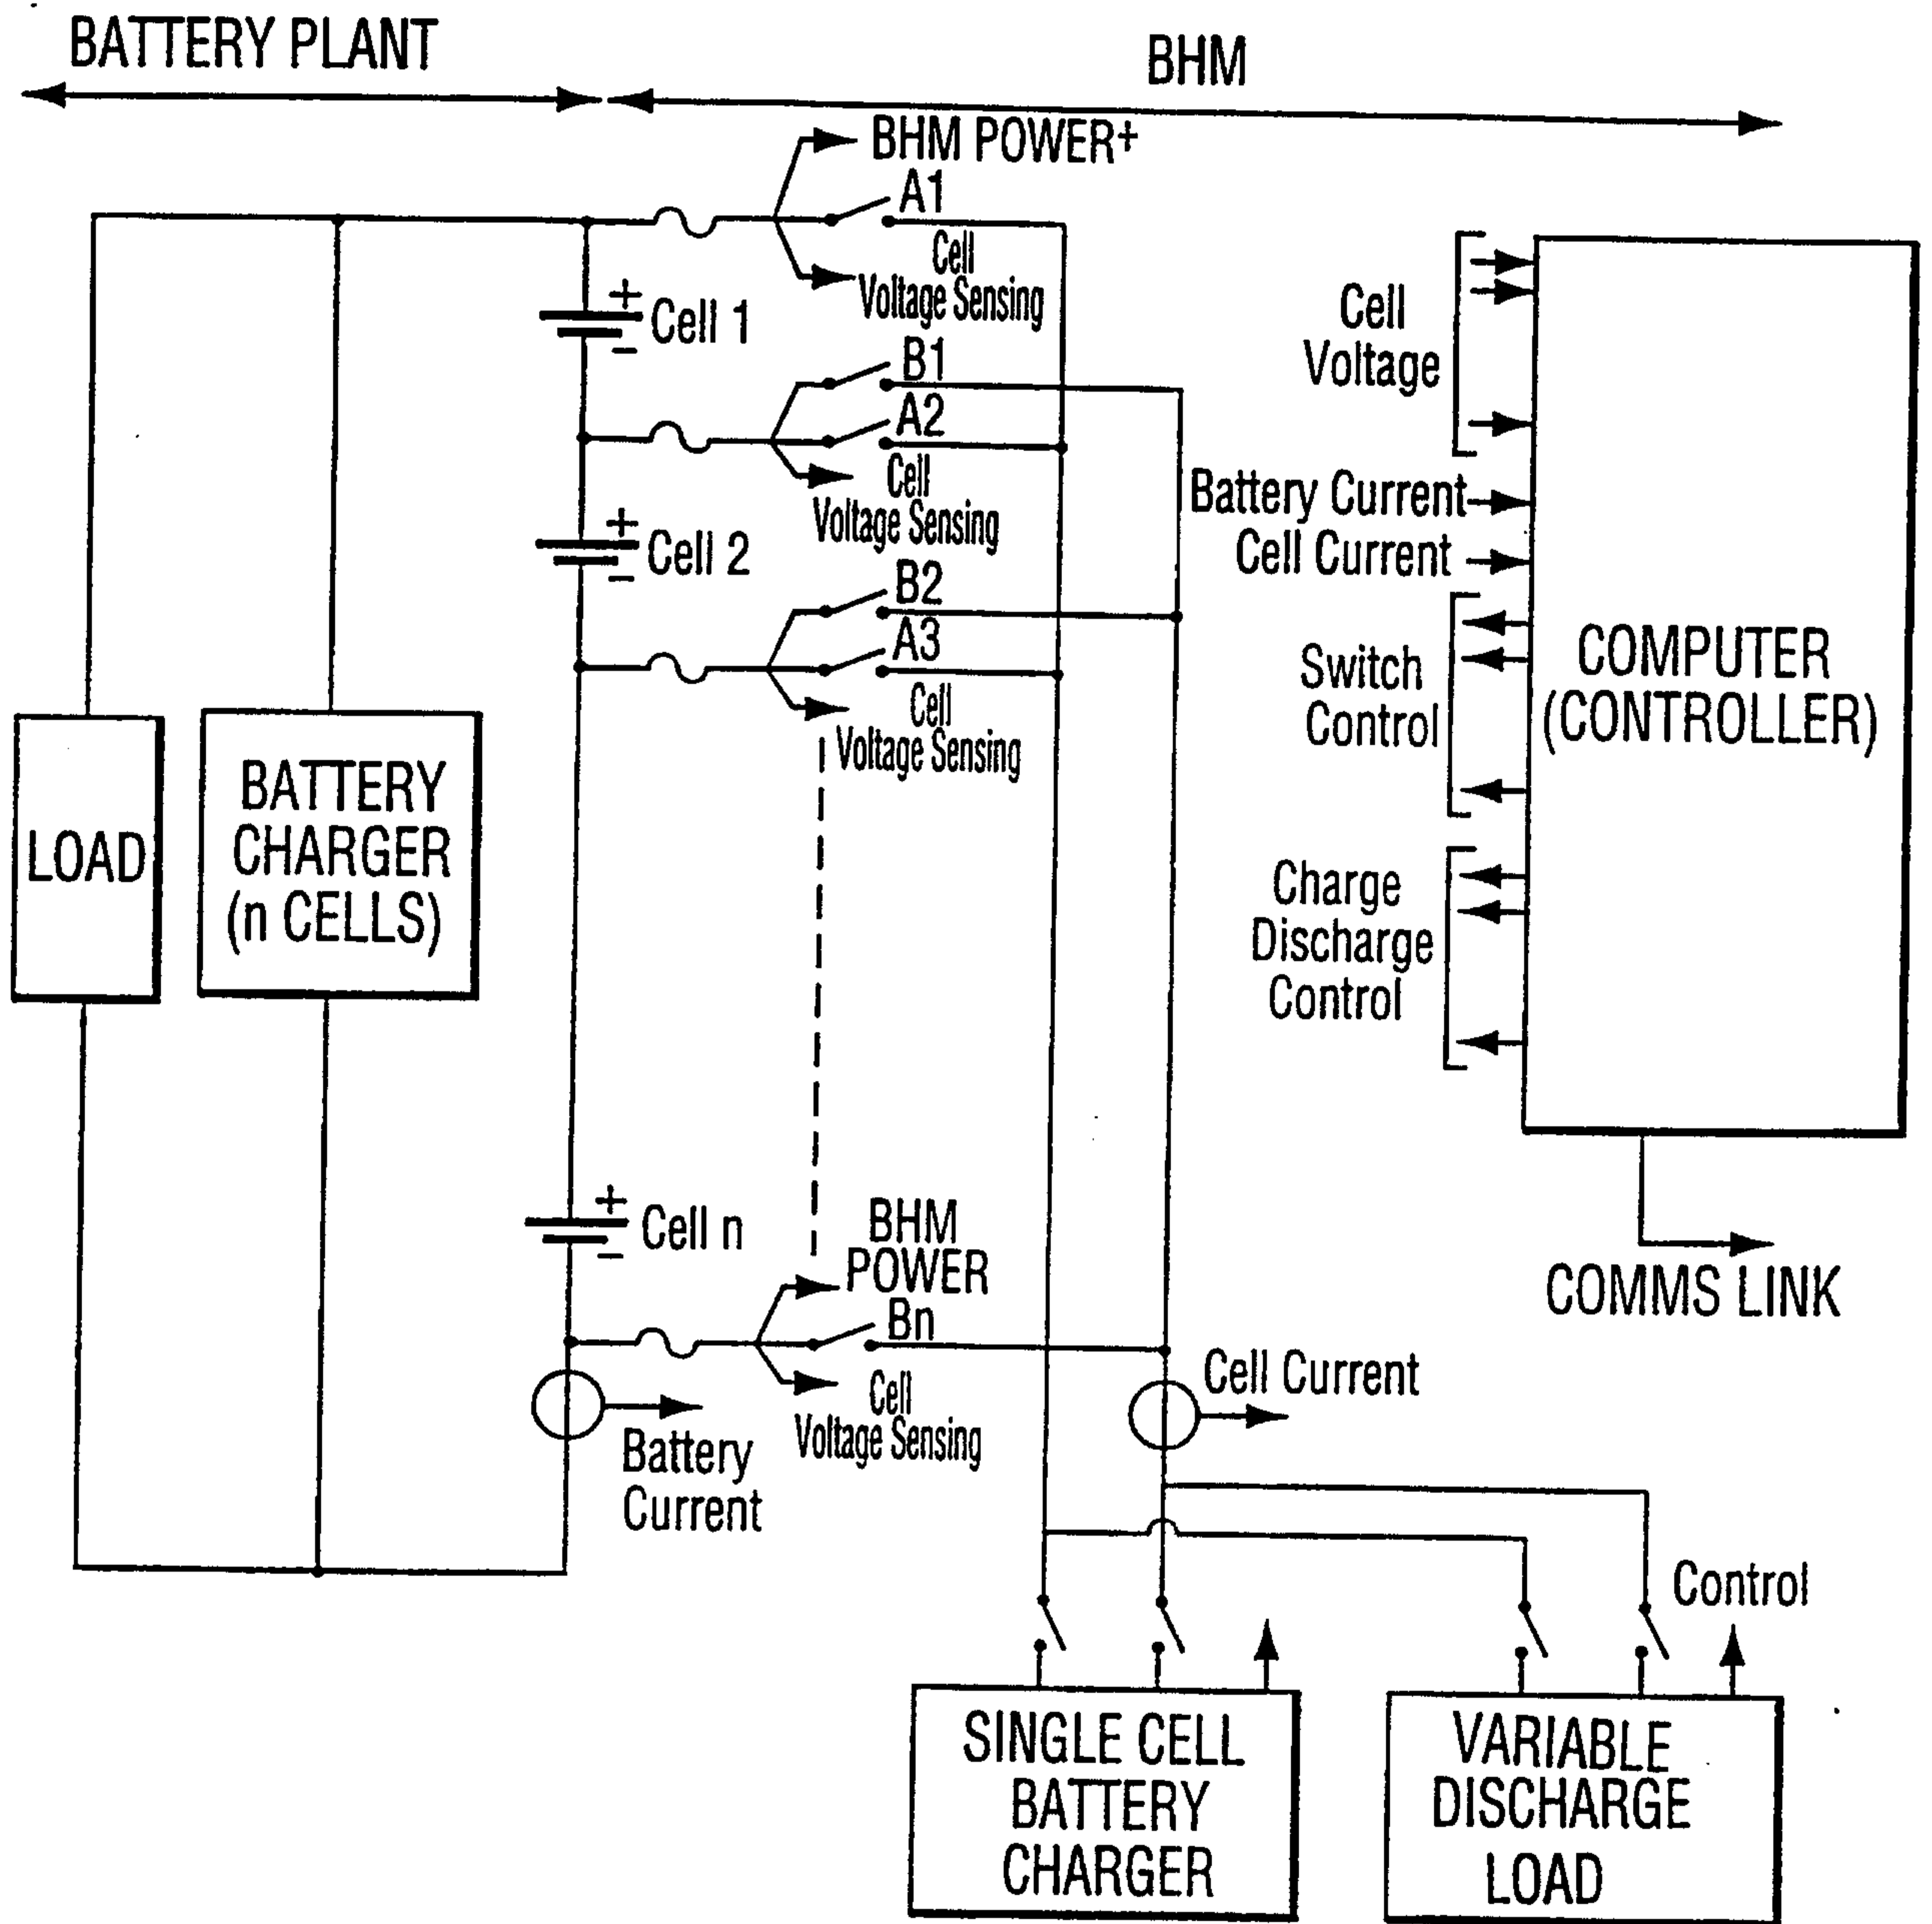 BATTERY PLANT
BHM
BHM POWER+
A1
Cell
Voltage Sensing
+
Cell 1
–
B1
A2
Cell
Voltage Sensing
+
Cell 2
–
B2
A3
Cell
Voltage Sensing
LOAD
BATTERY
CHARGER
(n CELLS)
+
Cell n
–
BHM
POWER
Bn
Cell
Voltage Sensing
Battery
Current
Cell Current
Cell
Voltage
Battery Current
Cell Current
Switch
Control
Charge
Discharge
Control
COMPUTER
(CONTROLLER)
COMMS LINK
Control
SINGLE CELL
BATTERY
CHARGER
VARIABLE
DISCHARGE
LOAD